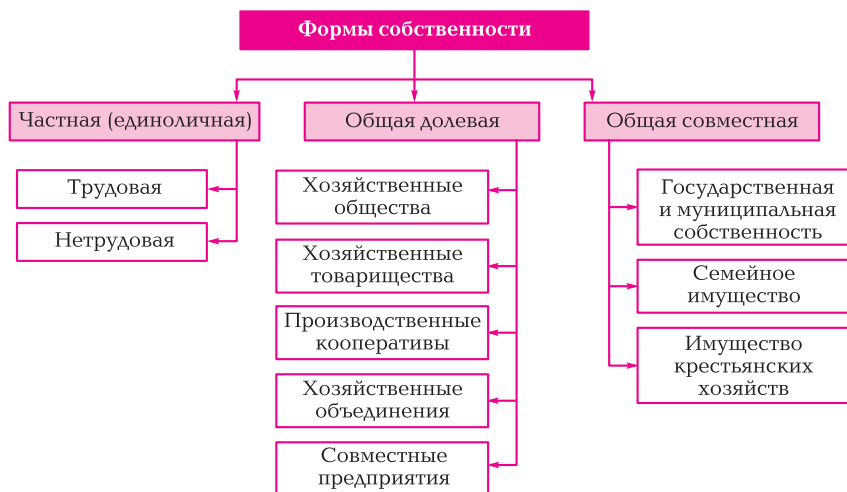 Формы собственности
Частная (единоличная)
Трудовая
Нетрудовая
Общая долевая
Хозяйственные
общества
Хозяйственные
товарищества
Производственные
кооперативы
Хозяйственные
объединения
Совместные
предприятия
Общая совместная
Государственная
и муниципальная
собственность
Семейное
имущество
Имущество
крестьянских
хозяйств